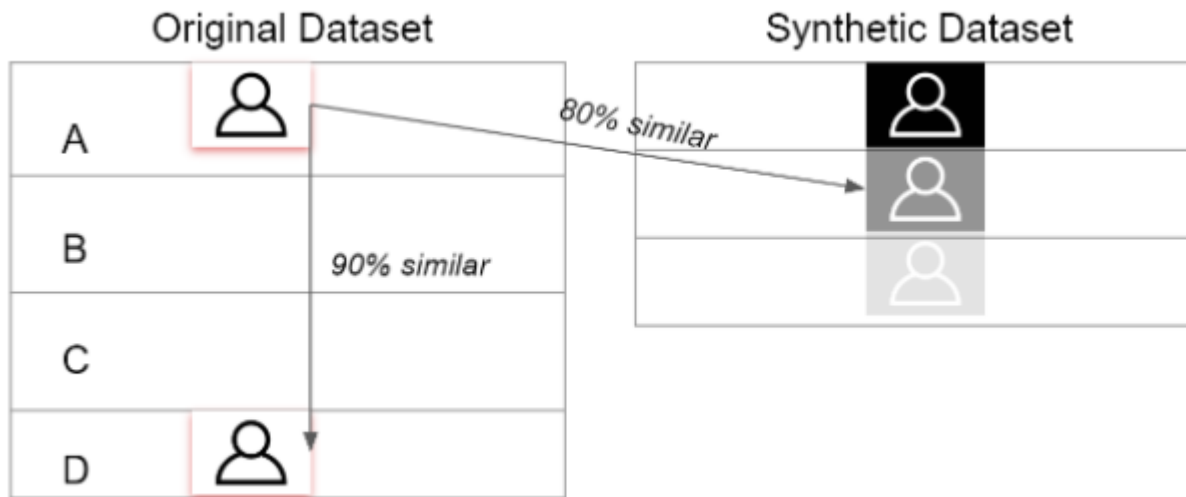 Original Dataset
Synthetic Dataset
A
80% similar
B
90% similar
C
D